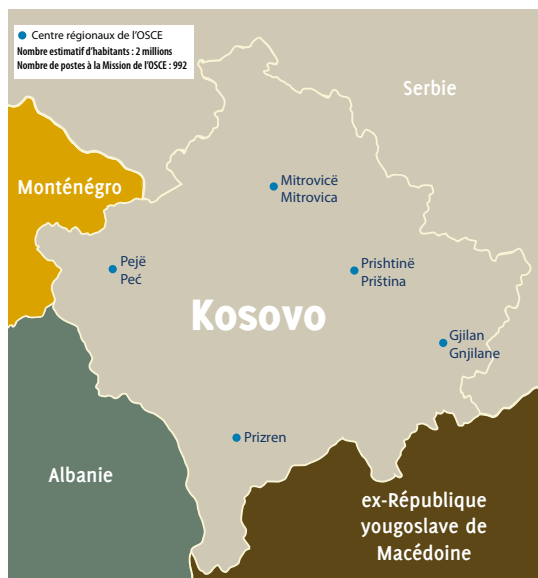 Centre régionaux de l'OSCE
Nombre estimatif d'habitants : 2 millions
Nombre de postes à la Mission de l'OSCE : 992
Serbie
Monténégro
Mitrovicë
Mitrovica
Pejë
Peć
Prishtinë
Priština
Kosovo
Gjilan
Gnjilane
Prizren
Albanie
ex-République
yougoslave de
Macédoine